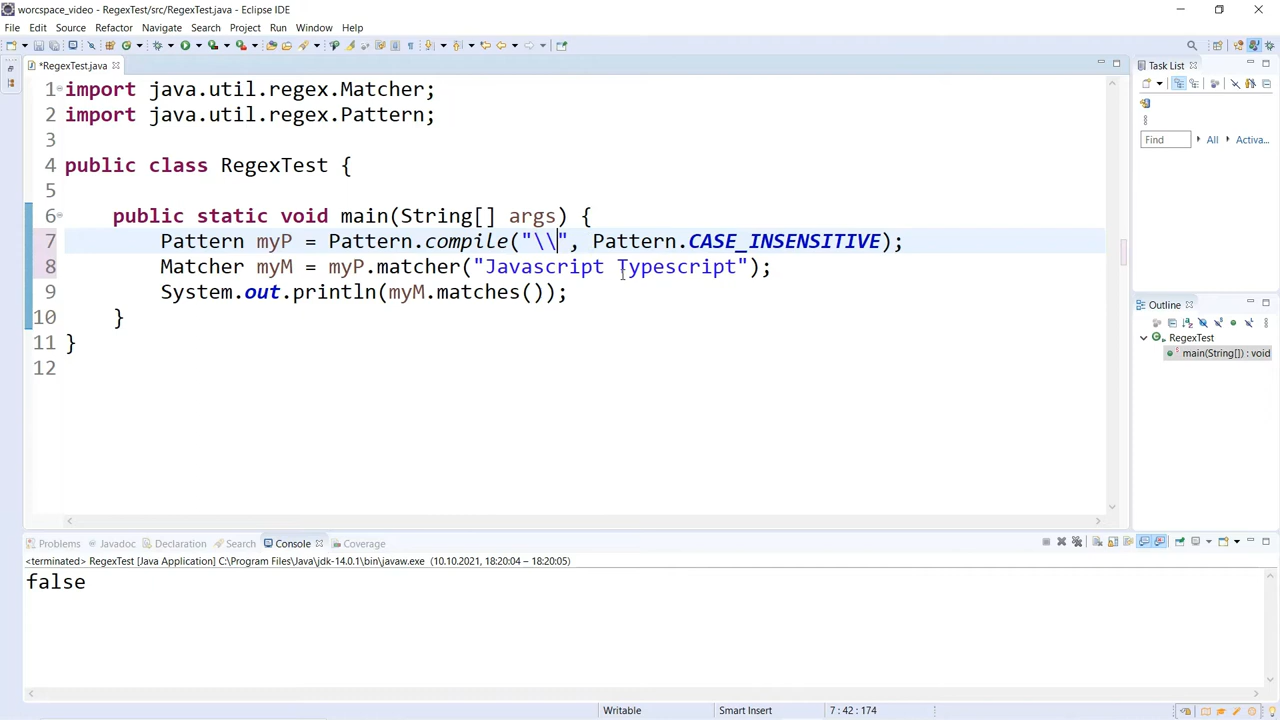 worcspace_video - RegexTest/src/RegexTest.java - Eclipse IDE
File Edit Source Refactor Navigate Search Project Run Window Help
*RegexTest.java
Task List
Find All Activa...
1 import java.util.regex.Matcher;
2 import java.util.regex.Pattern;
3
4 public class RegexTest {
5
6 public static void main(String[] args) {
7 Pattern myP = Pattern.compile("\\", Pattern.CASE_INSENSITIVE);
8 Matcher myM = myP.matcher("Javascript Typescript");
9 System.out.println(myM.matches());
10 }
11 }
12
Outline
RegexTest
main(String[]) : void
Problems Javadoc Declaration Search Console Coverage
<terminated> RegexTest [Java Application] C:\Program Files\Java\jdk-14.0.1\bin\javaw.exe (10.10.2021, 18:20:04 – 18:20:05)
false
Writable Smart Insert 7 : 42 : 174